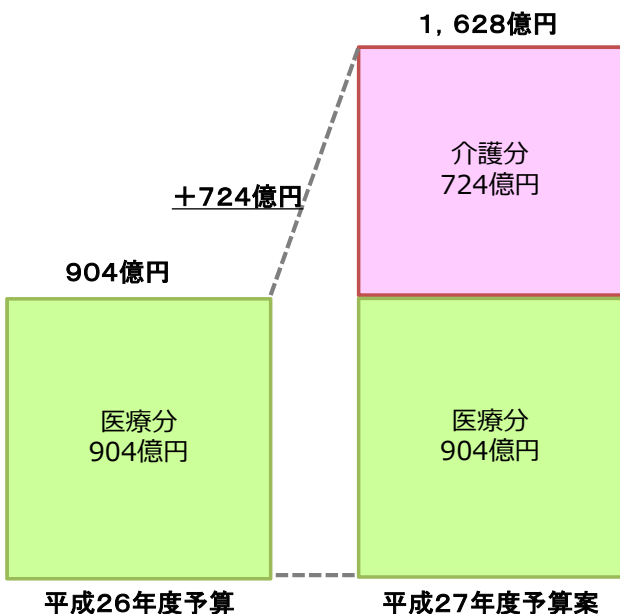 1，628億円
介護分
724億円
＋724億円
904億円
医療分
904億円
医療分
904億円
平成26年度予算
平成27年度予算案